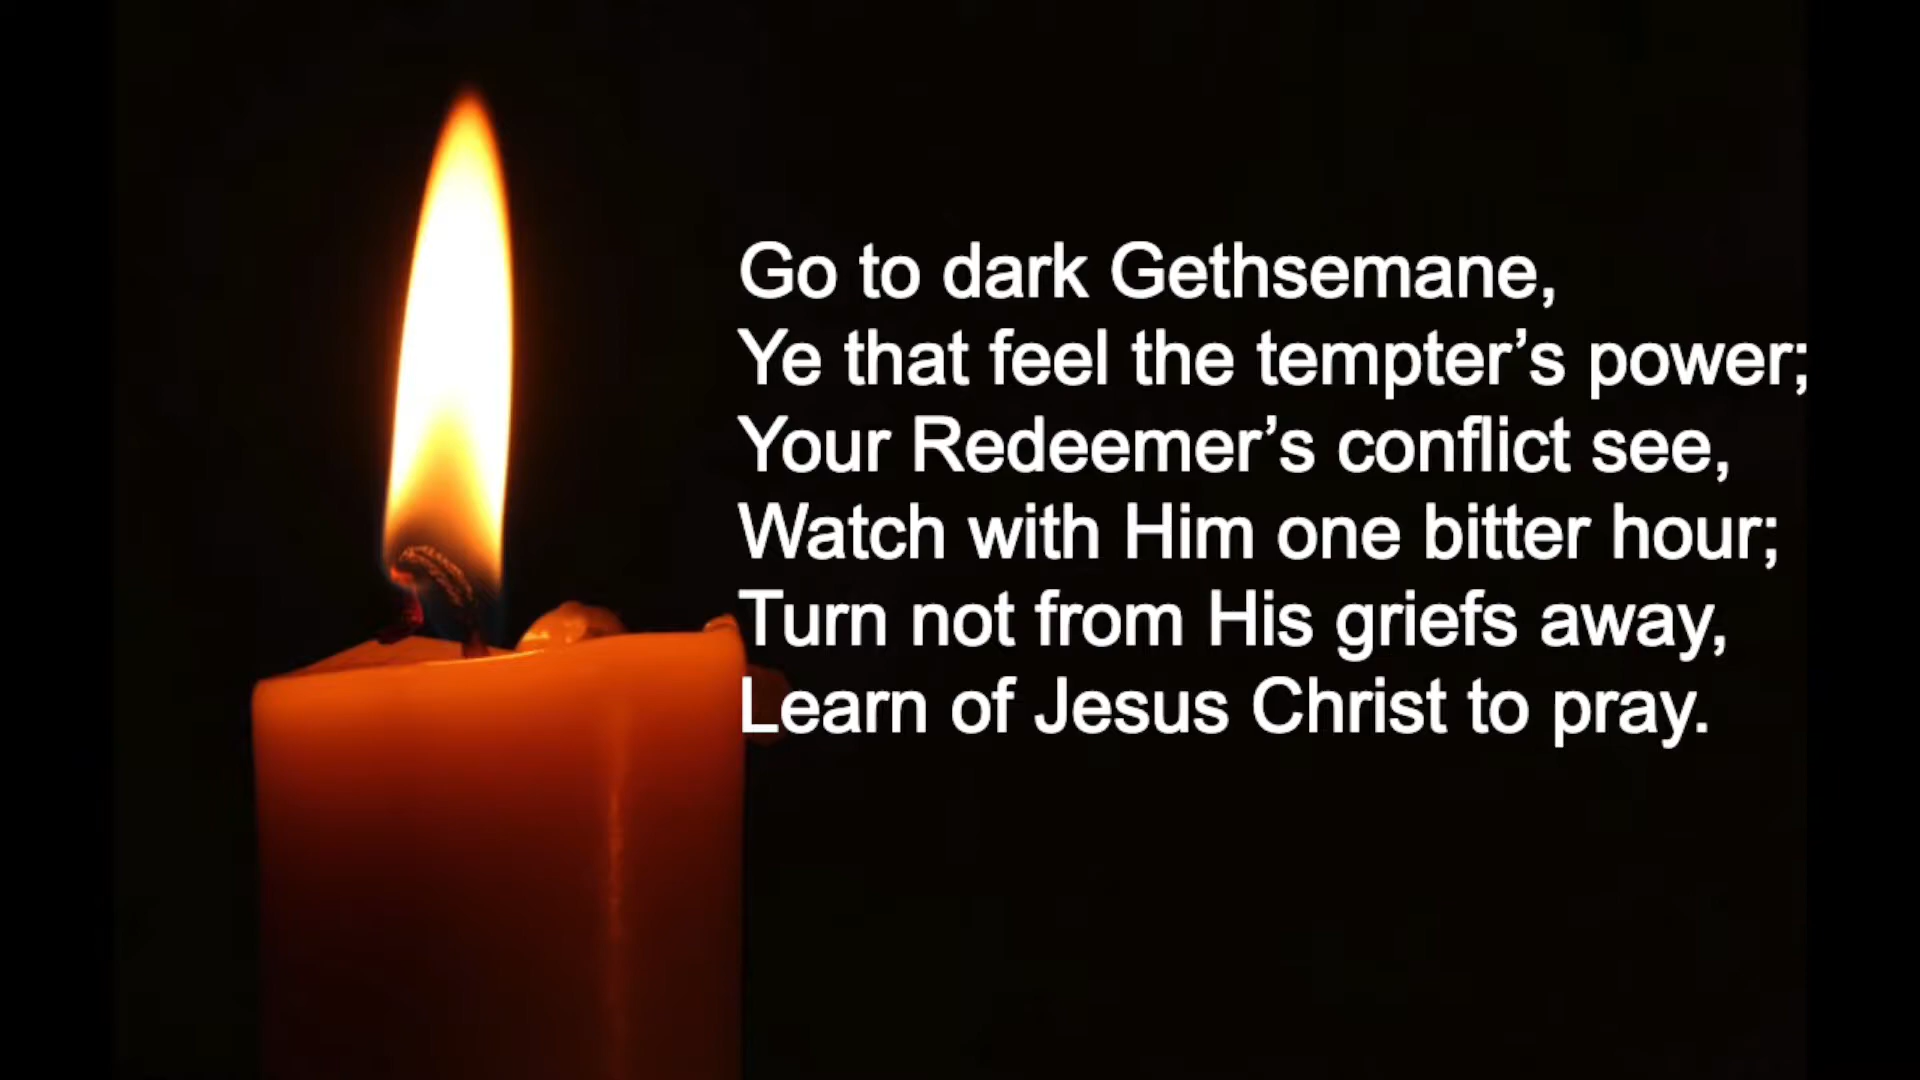 Go to dark Gethsemane,
Ye that feel the tempter’s power;
Your Redeemer’s conflict see,
Watch with Him one bitter hour;
Turn not from His griefs away,
Learn of Jesus Christ to pray.